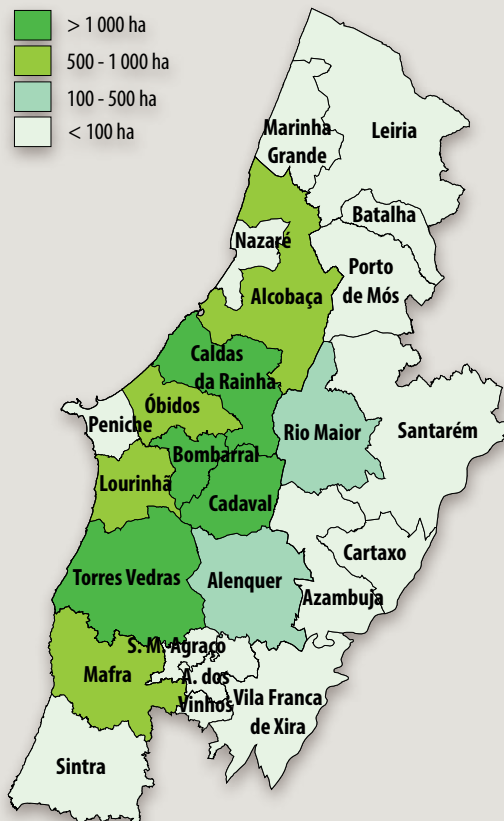 > 1 000 ha
500 - 1 000 ha
100 - 500 ha
< 100 ha
Marinha
Grande
Leiria
Batalha
Nazaré
Porto
de Mós
Alcobaça
Caldas
da Rainha
Óbidos
Peniche
Rio Maior
Santarém
Bombarral
Lourinhã
Cadaval
Cartaxo
Torres Vedras
Alenquer
Azambuja
S. M. Agraço
Mafra
A. dos
Vinhos
Vila Franca
de Xira
Sintra